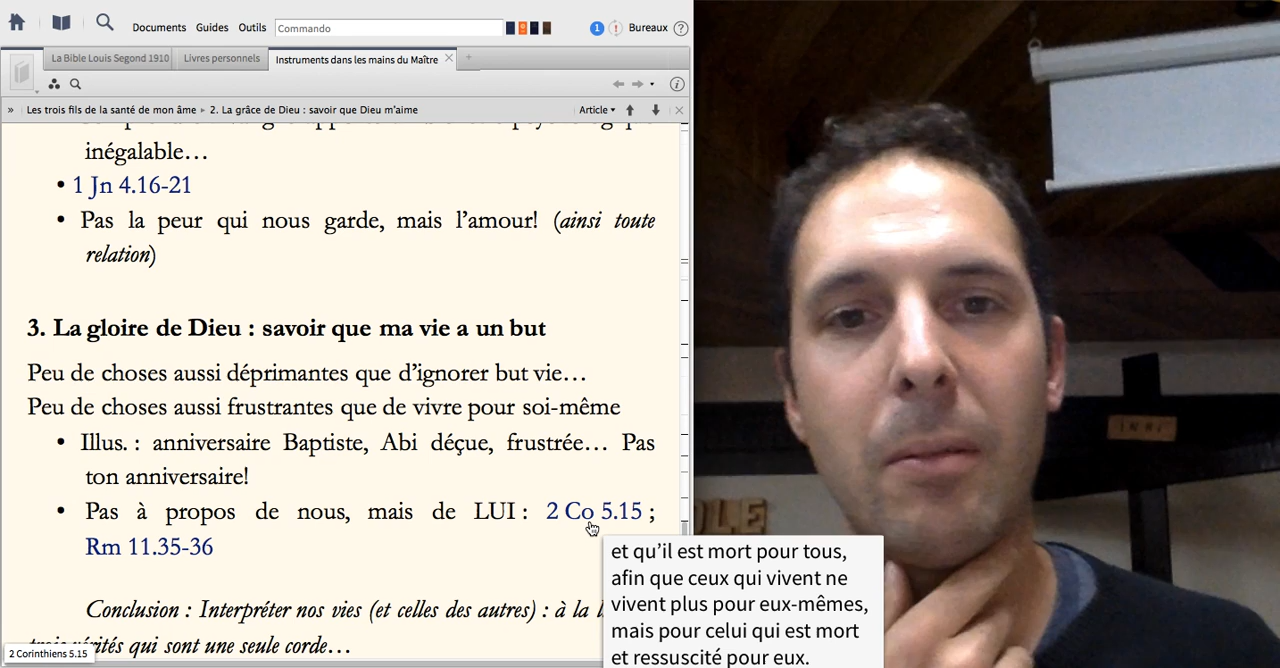 Documents Guides Outils Commando 1 ! Bureaux ?
La Bible Louis Segond 1910 Livres personnels Instruments dans les mains du Maître × +
» Les trois fils de la santé de mon âme ▸ 2. La grâce de Dieu : savoir que Dieu m'aime Article ×
inégalable…
• 1 Jn 4.16-21
• Pas la peur qui nous garde, mais l'amour! (ainsi toute
relation)
3. La gloire de Dieu : savoir que ma vie a un but
Peu de choses aussi déprimantes que d'ignorer but vie…
Peu de choses aussi frustrantes que de vivre pour soi-même
• Illus. : anniversaire Baptiste, Abi déçue, frustrée… Pas
ton anniversaire!
• Pas à propos de nous, mais de LUI : 2 Co 5.15 ;
Rm 11.35-36
Conclusion : Interpréter nos vies (et celles des autres) : à la
vérités qui sont une seule corde…
2 Corinthiens 5.15
et qu'il est mort pour tous,
afin que ceux qui vivent ne
vivent plus pour eux-mêmes,
mais pour celui qui est mort
et ressuscité pour eux.
INRI